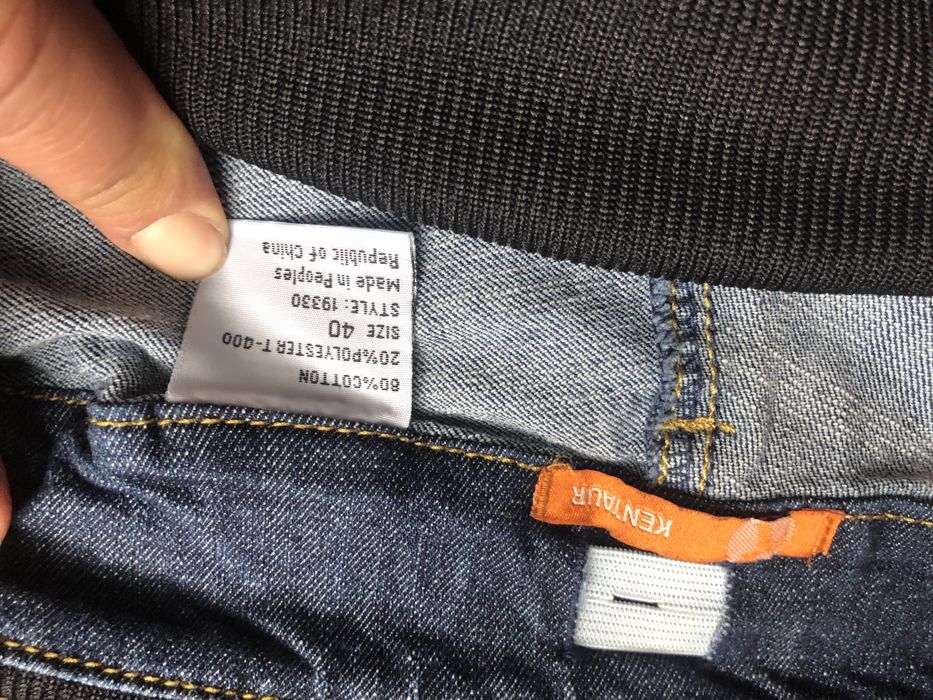 80%COTTON
20%POLYESTER T-400
SIZE 40
STYLE: 19330
Made in Peoples
Republic of China
KENTAUR